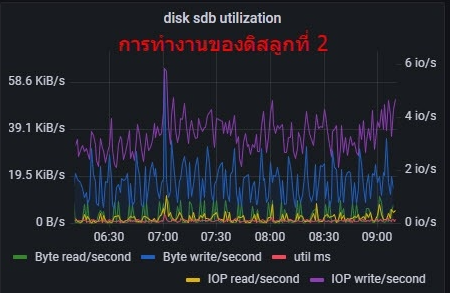 disk sdb utilization
การทำงานของดิสลูกที่ 2
6 io/s
58.6 KiB/s
4 io/s
39.1 KiB/s
2 io/s
19.5 KiB/s
0 B/s
0 io/s
06:30 07:00 07:30 08:00 08:30 09:00
Byte read/second Byte write/second util ms
IOP read/second IOP write/second